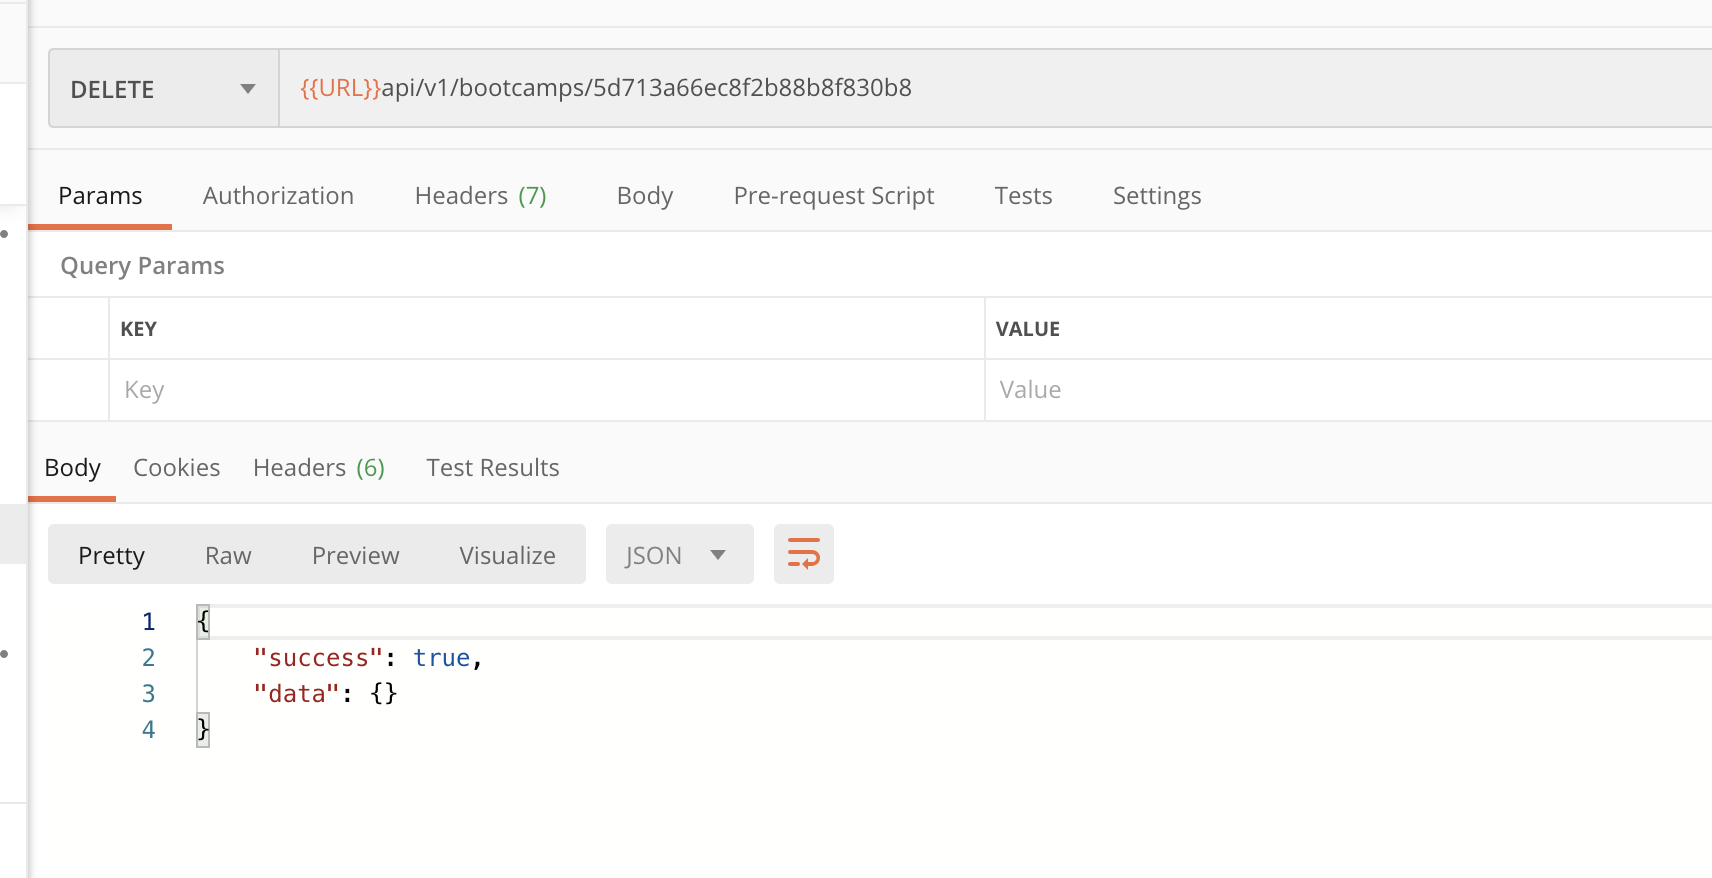 DELETE {{URL}}api/v1/bootcamps/5d713a66ec8f2b88b8f830b8
Params Authorization Headers (7) Body Pre-request Script Tests Settings
Query Params
KEY VALUE
Key Value
Body Cookies Headers (6) Test Results
Pretty Raw Preview Visualize JSON
1 {
2 "success": true,
3 "data": {}
4 }